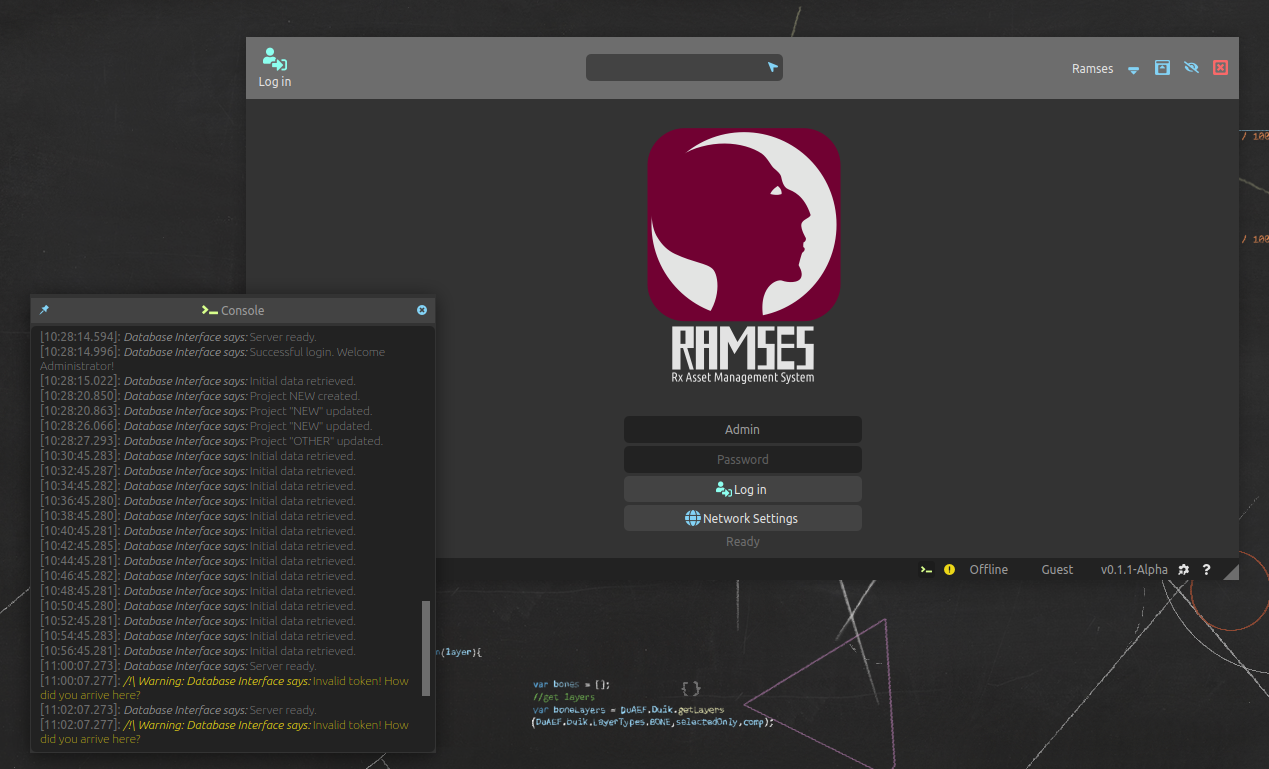 Log in
Ramses
/ 100
/ 100
RAMSES
Rx Asset Management System
Admin
Password
Log in
Network Settings
Ready
Offline
Guest
v0.1.1-Alpha
?
Console
[10:28:14.594]: Database Interface says: Server ready.
[10:28:14.996]: Database Interface says: Successful login. Welcome
Administrator!
[10:28:15.022]: Database Interface says: Initial data retrieved.
[10:28:20.850]: Database Interface says: Project NEW created.
[10:28:20.863]: Database Interface says: Project "NEW" updated.
[10:28:26.066]: Database Interface says: Project "NEW" updated.
[10:28:27.293]: Database Interface says: Project "OTHER" updated.
[10:30:45.283]: Database Interface says: Initial data retrieved.
[10:32:45.287]: Database Interface says: Initial data retrieved.
[10:34:45.282]: Database Interface says: Initial data retrieved.
[10:36:45.280]: Database Interface says: Initial data retrieved.
[10:38:45.280]: Database Interface says: Initial data retrieved.
[10:40:45.281]: Database Interface says: Initial data retrieved.
[10:42:45.285]: Database Interface says: Initial data retrieved.
[10:44:45.281]: Database Interface says: Initial data retrieved.
[10:46:45.282]: Database Interface says: Initial data retrieved.
[10:48:45.281]: Database Interface says: Initial data retrieved.
[10:50:45.280]: Database Interface says: Initial data retrieved.
[10:52:45.281]: Database Interface says: Initial data retrieved.
[10:54:45.283]: Database Interface says: Initial data retrieved.
[10:56:45.281]: Database Interface says: Initial data retrieved.
[11:00:07.273]: Database Interface says: Server ready.
[11:00:07.277]: /!\ Warning: Database Interface says: Invalid token! How
did you arrive here?
[11:02:07.273]: Database Interface says: Server ready.
[11:02:07.277]: /!\ Warning: Database Interface says: Invalid token! How
did you arrive here?
n(layer){
var bones = [];
{}
//get layers
var boneLayers = DuAEF.Duik.getLayers
(DuAEF.Duik.LayerTypes.BONE,selectedOnly,comp);